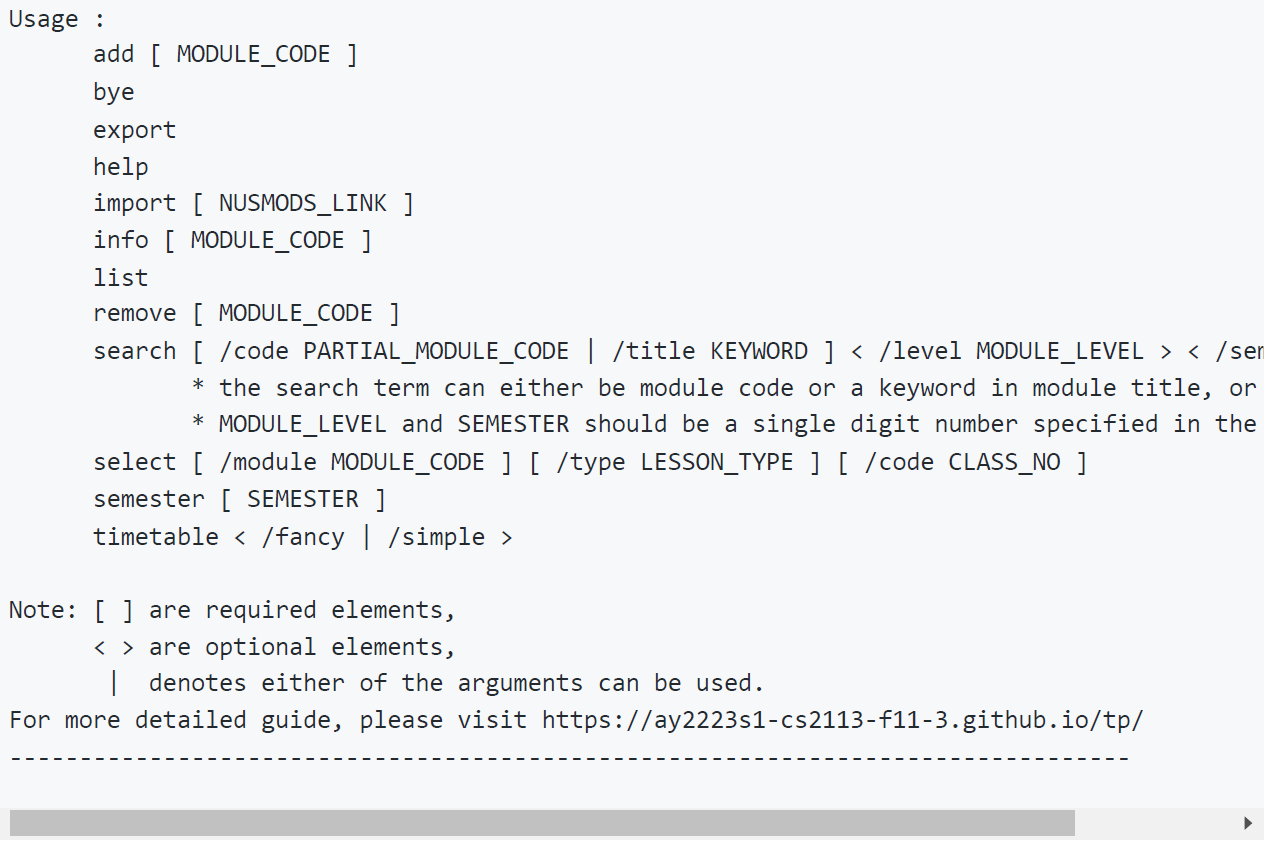 Usage :
add [ MODULE_CODE ]
bye
export
help
import [ NUSMODS_LINK ]
info [ MODULE_CODE ]
list
remove [ MODULE_CODE ]
search [ /code PARTIAL_MODULE_CODE | /title KEYWORD ] < /level MODULE_LEVEL > <
* the search term can either be module code or a keyword in module title, or
* MODULE_LEVEL and SEMESTER should be a single digit number specified in the
select [ /module MODULE_CODE ] [ /type LESSON_TYPE ] [ /code CLASS_NO ]
semester [ SEMESTER ]
timetable < /fancy | /simple >
Note: [ ] are required elements,
< > are optional elements,
| denotes either of the arguments can be used.
For more detailed guide, please visit https://ay2223s1-cs2113-f11-3.github.io/tp/
--------------------------------------------------------------------------------